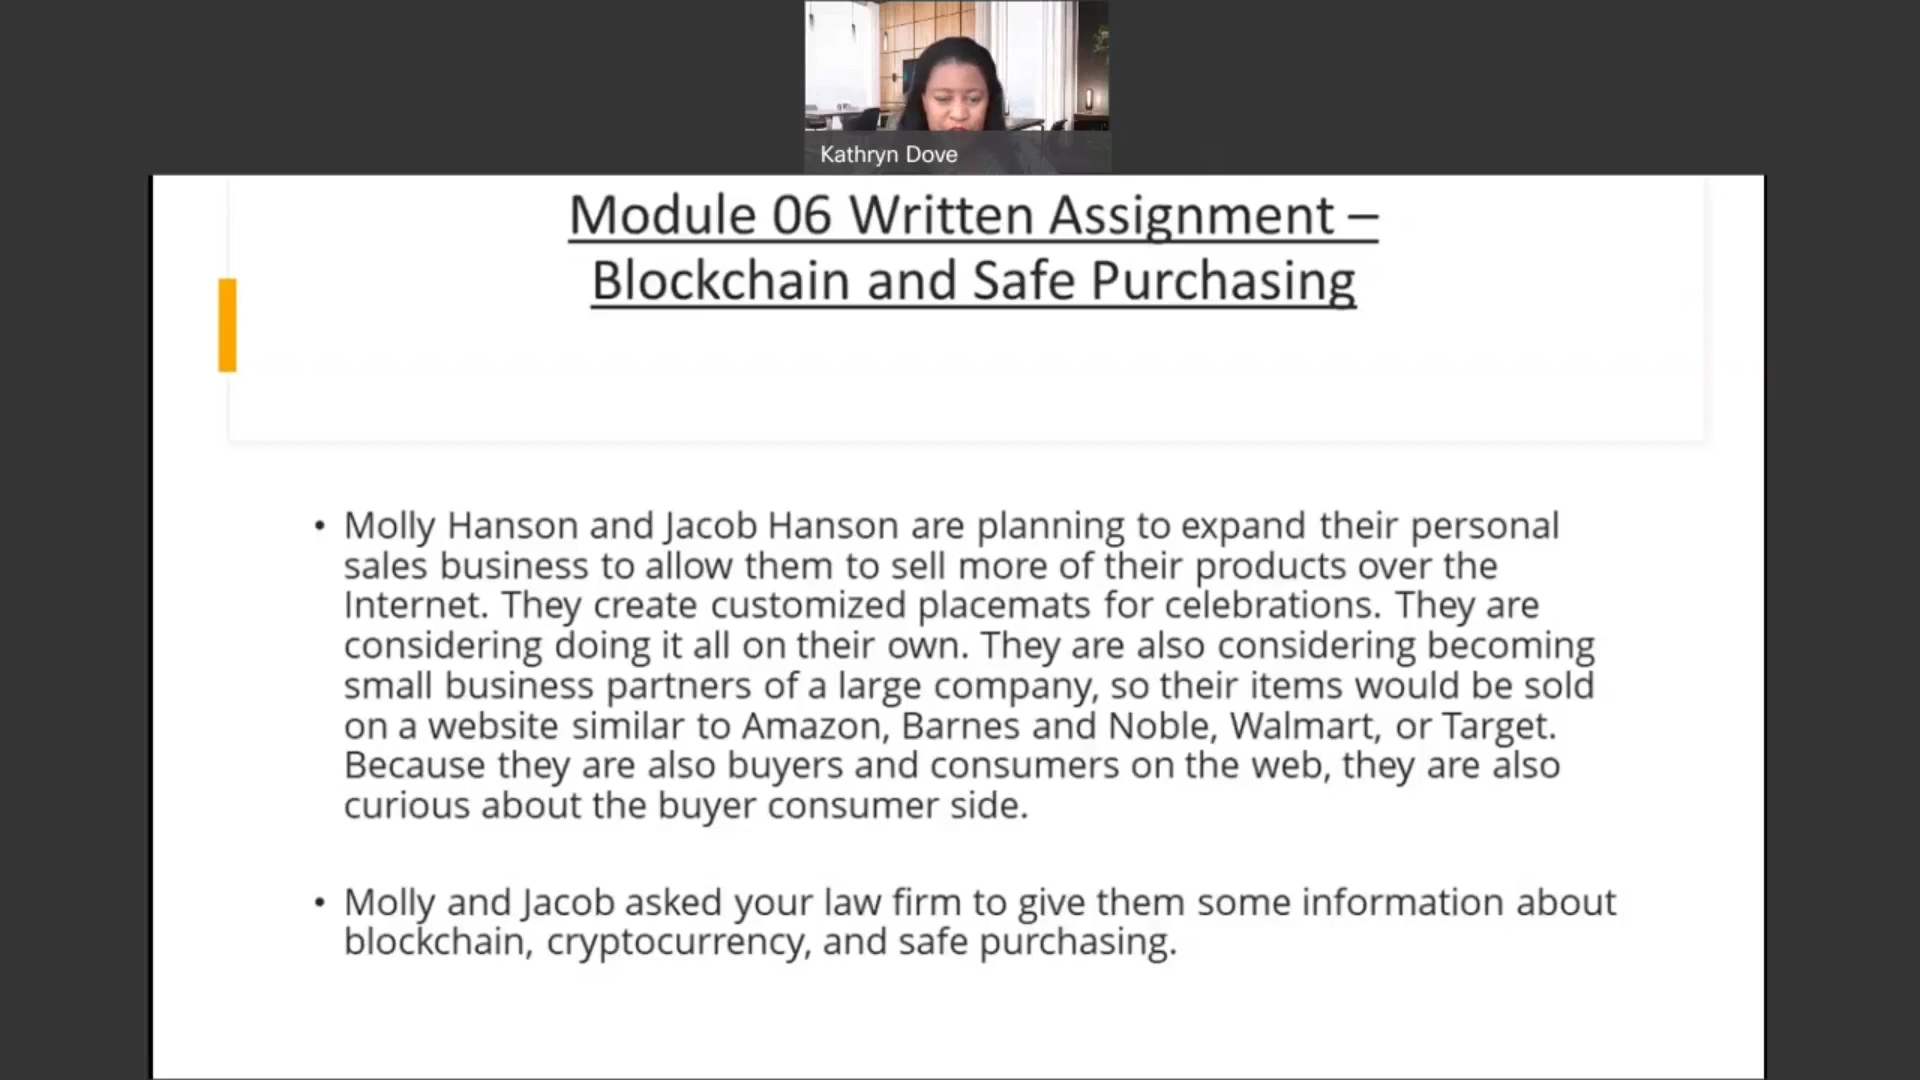 Kathryn Dove
Module 06 Written Assignment –
Blockchain and Safe Purchasing
• Molly Hanson and Jacob Hanson are planning to expand their personal
sales business to allow them to sell more of their products over the
Internet. They create customized placemats for celebrations. They are
considering doing it all on their own. They are also considering becoming
small business partners of a large company, so their items would be sold
on a website similar to Amazon, Barnes and Noble, Walmart, or Target.
Because they are also buyers and consumers on the web, they are also
curious about the buyer consumer side.
• Molly and Jacob asked your law firm to give them some information about
blockchain, cryptocurrency, and safe purchasing.